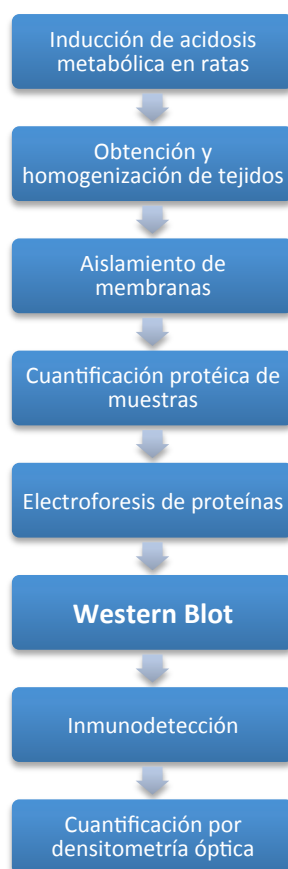 Inducción de acidosis
metabólica en ratas
Obtención y
homogenización de tejidos
Aislamiento de
membranas
Cuantificación protéica de
muestras
Electroforesis de proteínas
Western Blot
Inmunodetección
Cuantificación por
densitometría óptica